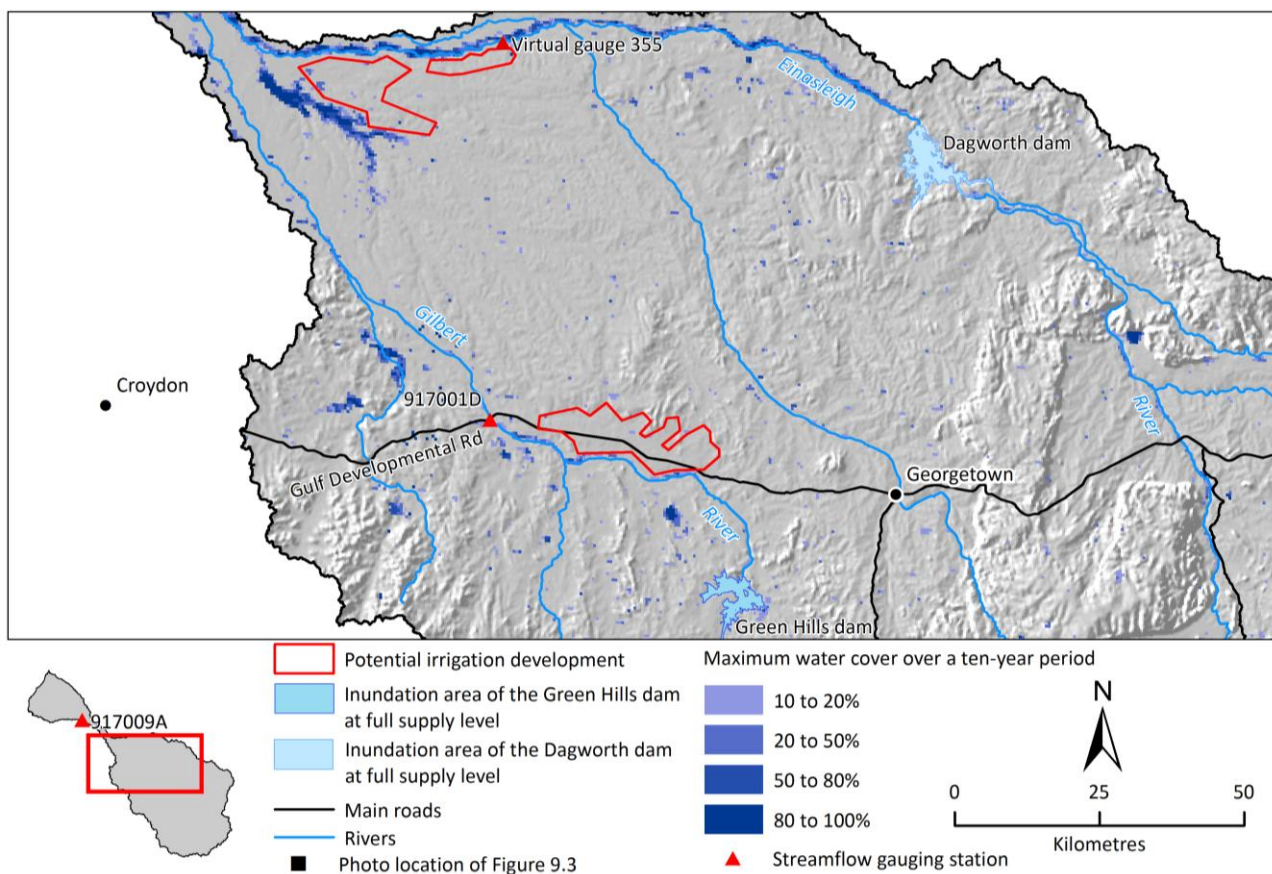 Virtual gauge 355
Einasleigh
Dagworth dam
Gilbert
Croydon
917001D
Gulf Developmental Rd
River
Georgetown
River
Green Hills dam
Potential irrigation development
Inundation area of the Green Hills dam
at full supply level
Inundation area of the Dagworth dam
at full supply level
Main roads
Rivers
Photo location of Figure 9.3
917009A
Maximum water cover over a ten-year period
10 to 20%
20 to 50%
50 to 80%
80 to 100%
Streamflow gauging station
N
0 25 50
Kilometres